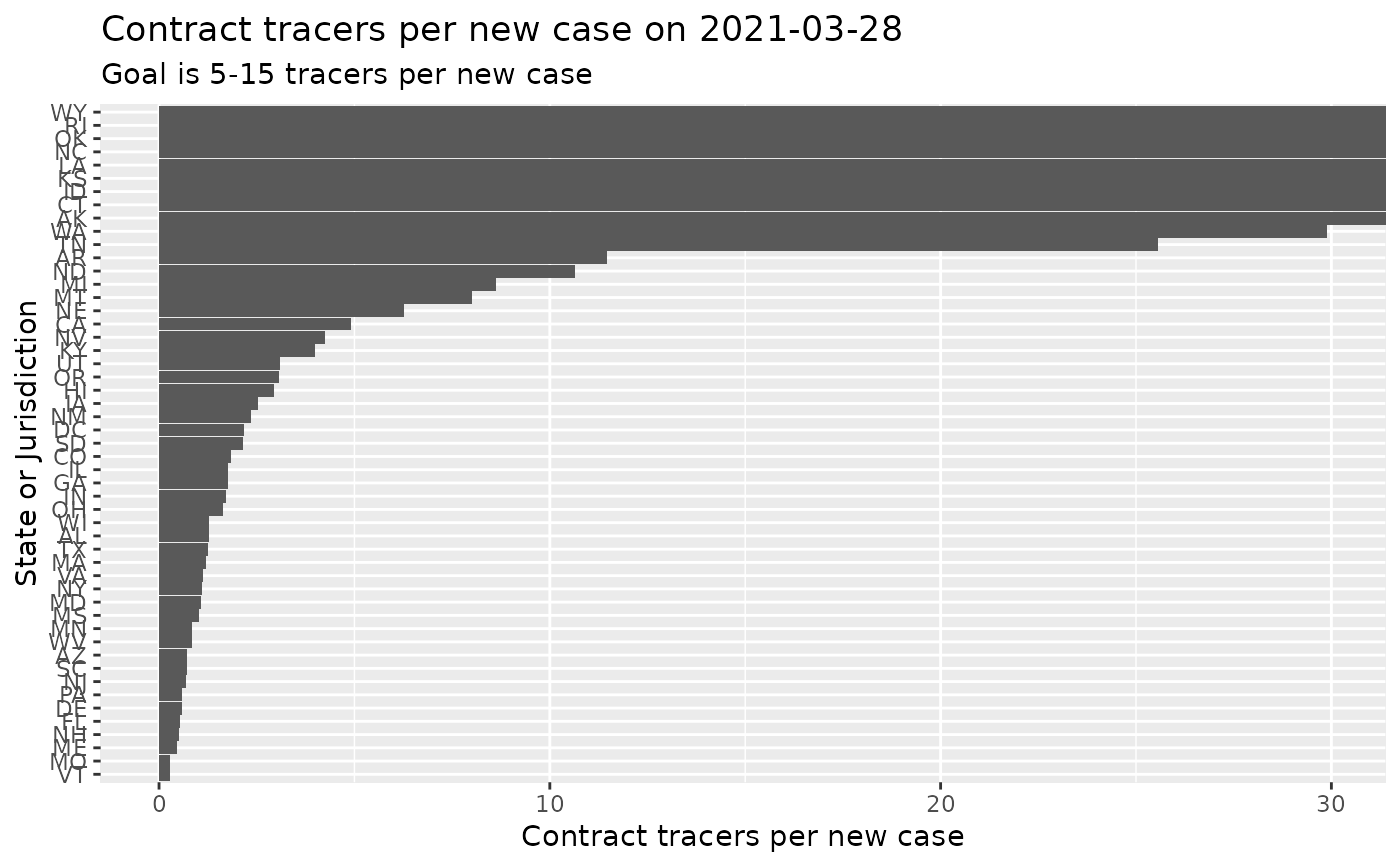 Contract tracers per new case on 2021-03-28
Goal is 5-15 tracers per new case
State or Jurisdiction
WY
RI
OK
NC
LA
KS
ID
CT
AK
WA
TN
AR
ND
MI
MT
NE
CA
NV
KY
UT
OR
HI
IA
NM
DC
SD
CO
IL
GA
IN
OH
WI
AL
TX
MA
VA
NY
MD
MS
MN
WV
AZ
SC
NJ
PA
DE
FL
NH
ME
MO
VT
0 10 20 30
Contract tracers per new case